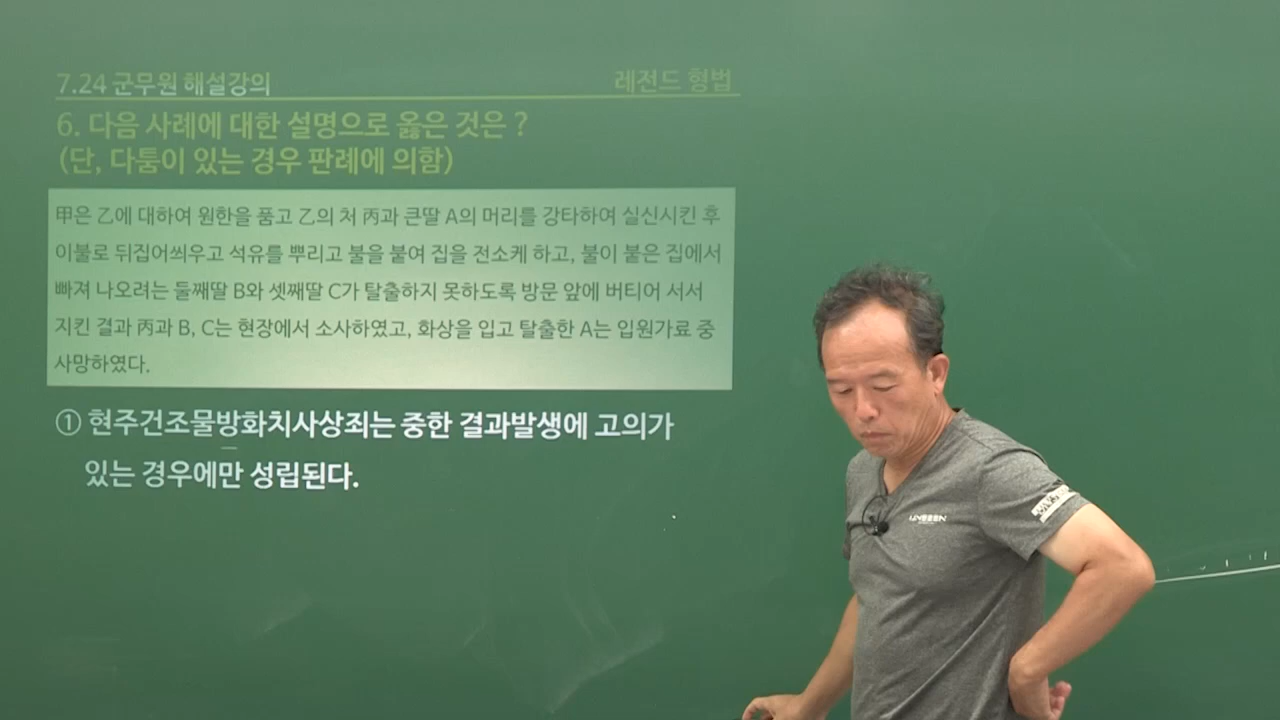 7.24 군무원 해설강의
레전드 형법
6. 다음 사례에 대한 설명으로 옳은 것은 ?
(단, 다툼이 있는 경우 판례에 의함)
甲은 乙에 대하여 원한을 품고 乙의 처 丙과 큰딸 A의 머리를 강타하여 실신시킨 후
이불로 뒤집어씌우고 석유를 뿌리고 불을 붙여 집을 전소케 하고, 불이 붙은 집에서
빠져 나오려는 둘째딸 B와 셋째딸 C가 탈출하지 못하도록 방문 앞에 버티어 서서
지킨 결과 丙과 B, C는 현장에서 소사하였고, 화상을 입고 탈출한 A는 입원가료 중
사망하였다.
① 현주건조물방화치사상죄는 중한 결과발생에 고의가
있는 경우에만 성립된다.